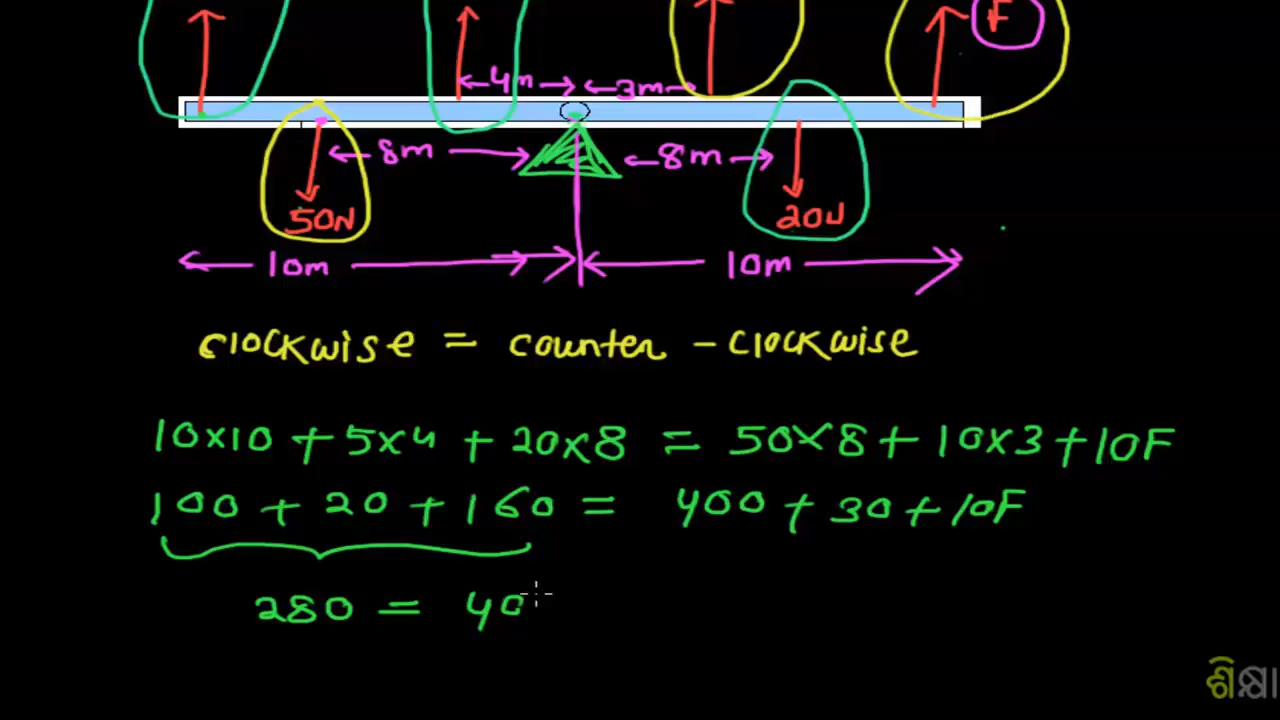 F
4m 3m
8m 8m
50N 20N
10m 10m
clockwise = counter - clockwise
10x10 + 5x4 + 20x8 = 50x8 + 10x3 + 10F
100 + 20 + 160 = 400 + 30 + 10F
280 = 40
ଶିକ୍ଷା